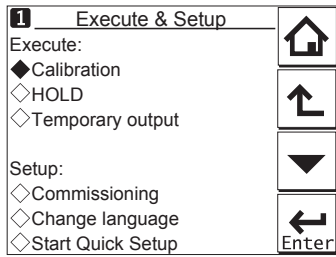 1 Execute & Setup
Execute:
◆Calibration
◇HOLD
◇Temporary output
Setup:
◇Commissioning
◇Change language
◇Start Quick Setup
Enter